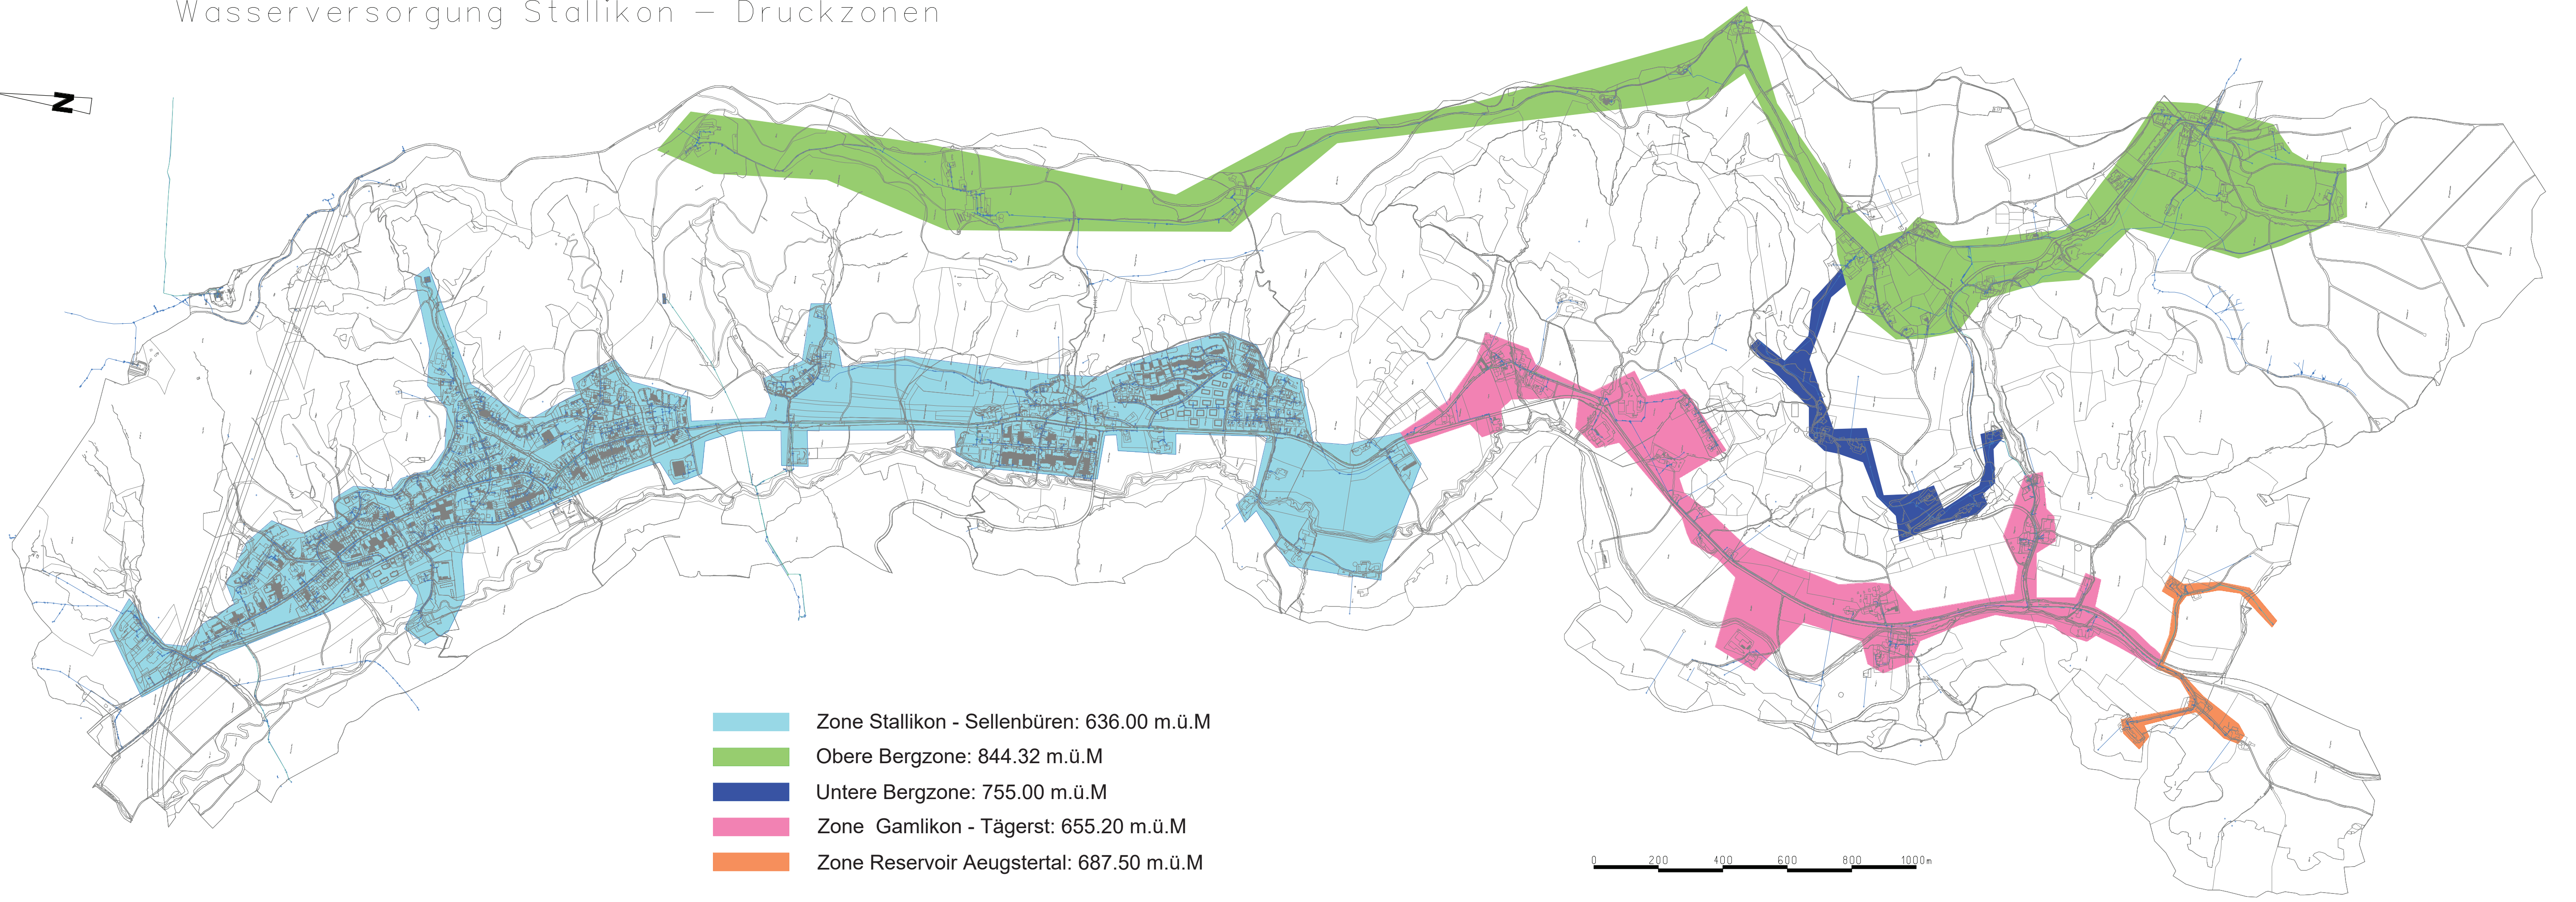 Wasserversorgung Stallikon – Druckzonen
N
Zone Stallikon - Sellenbüren: 636.00 m.ü.M
Obere Bergzone: 844.32 m.ü.M
Untere Bergzone: 755.00 m.ü.M
Zone  Gamlikon - Tägerst: 655.20 m.ü.M
Zone Reservoir Aeugstertal: 687.50 m.ü.M
0 200 400 600 800 1000m